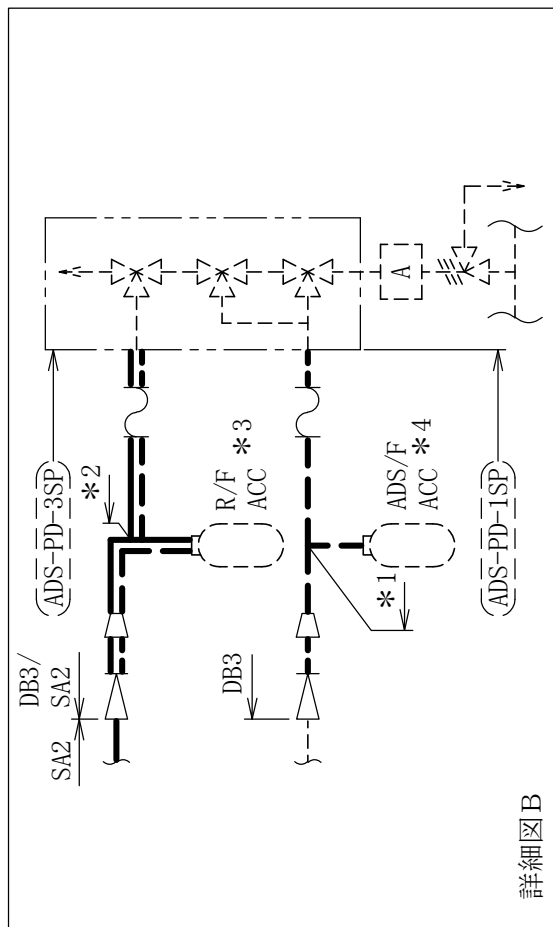 ADS-PD-3SP
*2
DB3/
SA2
SA2
R/F
ACC *3
A
DB3
*1
ADS/F
ACC *4
ADS-PD-1SP
詳細図B